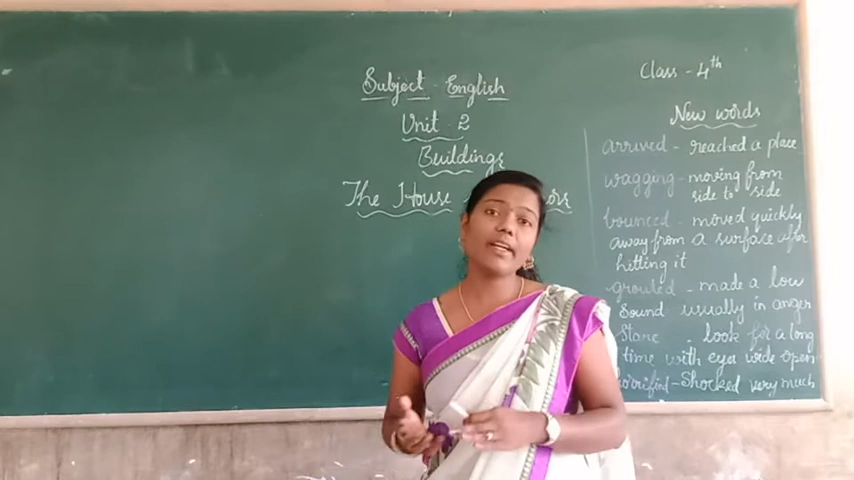 Subject - English
Unit - 2
Buildings
The House
Class - 4th
New words
arrived - reached a place
wagging - moving from
side to side
bounced - moved quickly
away from a surface after
hitting it
growled - made a low
Sound usually in anger
Stare - look for a long
time with eyes wide open
horrified - Shocked very much